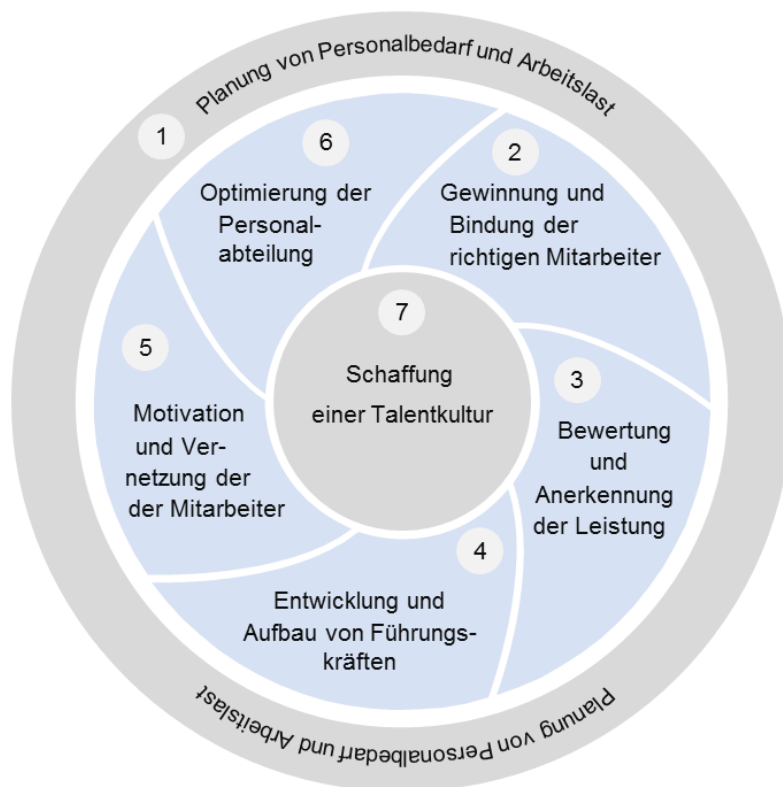 Planung von Personalbedarf und Arbeitslast
1
6
Optimierung der
Personal-
abteilung
2
Gewinnung und
Bindung der
richtigen Mitarbeiter
7
Schaffung
einer Talentkultur
5
Motivation
und Ver-
netzung der
der Mitarbeiter
3
Bewertung
und
Anerkennung
der Leistung
4
Entwicklung und
Aufbau von Führungs-
kräften
Planung von Personalbedarf und Arbeitslast